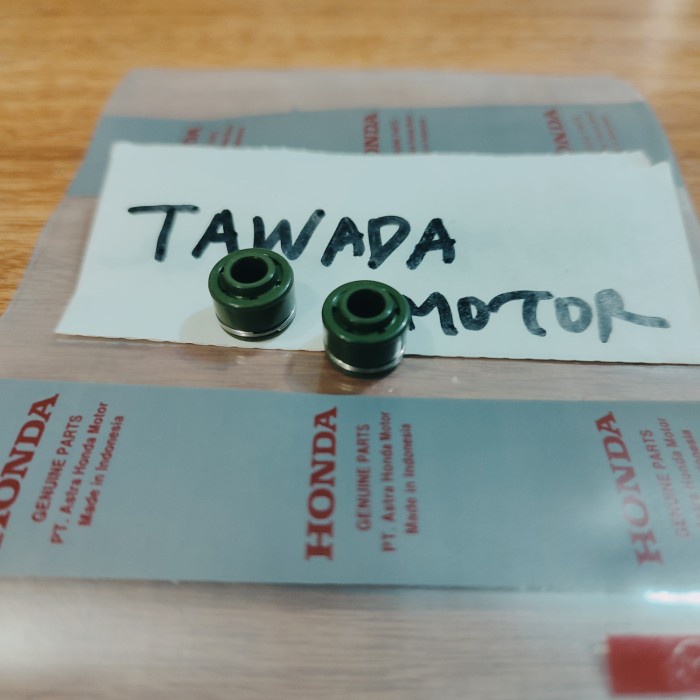 TAWADA
MOTOR
HONDA
GENUINE PARTS
PT. Astra Honda Motor
Made in Indonesia
HONDA
GENUINE PARTS
PT. Astra Honda Motor
Made in Indonesia
HONDA
GENUINE PARTS
PT. Astra Honda Motor
Made in Indonesia